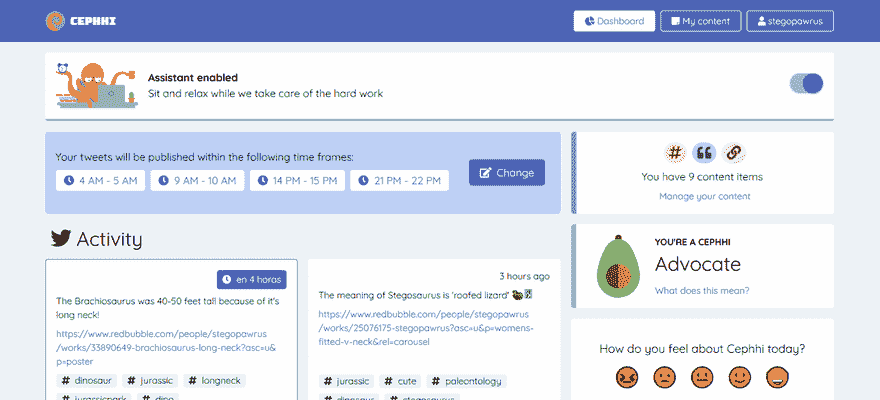 CEPHHI
Dashboard
My content
stegopawrus
Assistant enabled
Sit and relax while we take care of the hard work
Your tweets will be published within the following time frames:
4 AM - 5 AM
9 AM - 10 AM
14 PM - 15 PM
21 PM - 22 PM
Change
You have 9 content items
Manage your content
Activity
YOU'RE A CEPHHI
Advocate
What does this mean?
en 4 horas
The Brachiosaurus was 40-50 feet tall because of it's
long neck!
https://www.redbubble.com/people/stegopawrus
/works/33890649-brachiosaurus-long-neck?asc=u&
p=poster
# dinosaur
# jurassic
# longneck
# jurassicpark
# dino
3 hours ago
The meaning of Stegosaurus is 'roofed lizard'
https://www.redbubble.com/people/stegopawrus
/works/25076175-stegopawrus?asc=u&p=womens-
fitted-v-neck&rel=carousel
# jurassic
# cute
# paleontology
# dinosaur
# stegosaurus
How do you feel about Cephhi today?